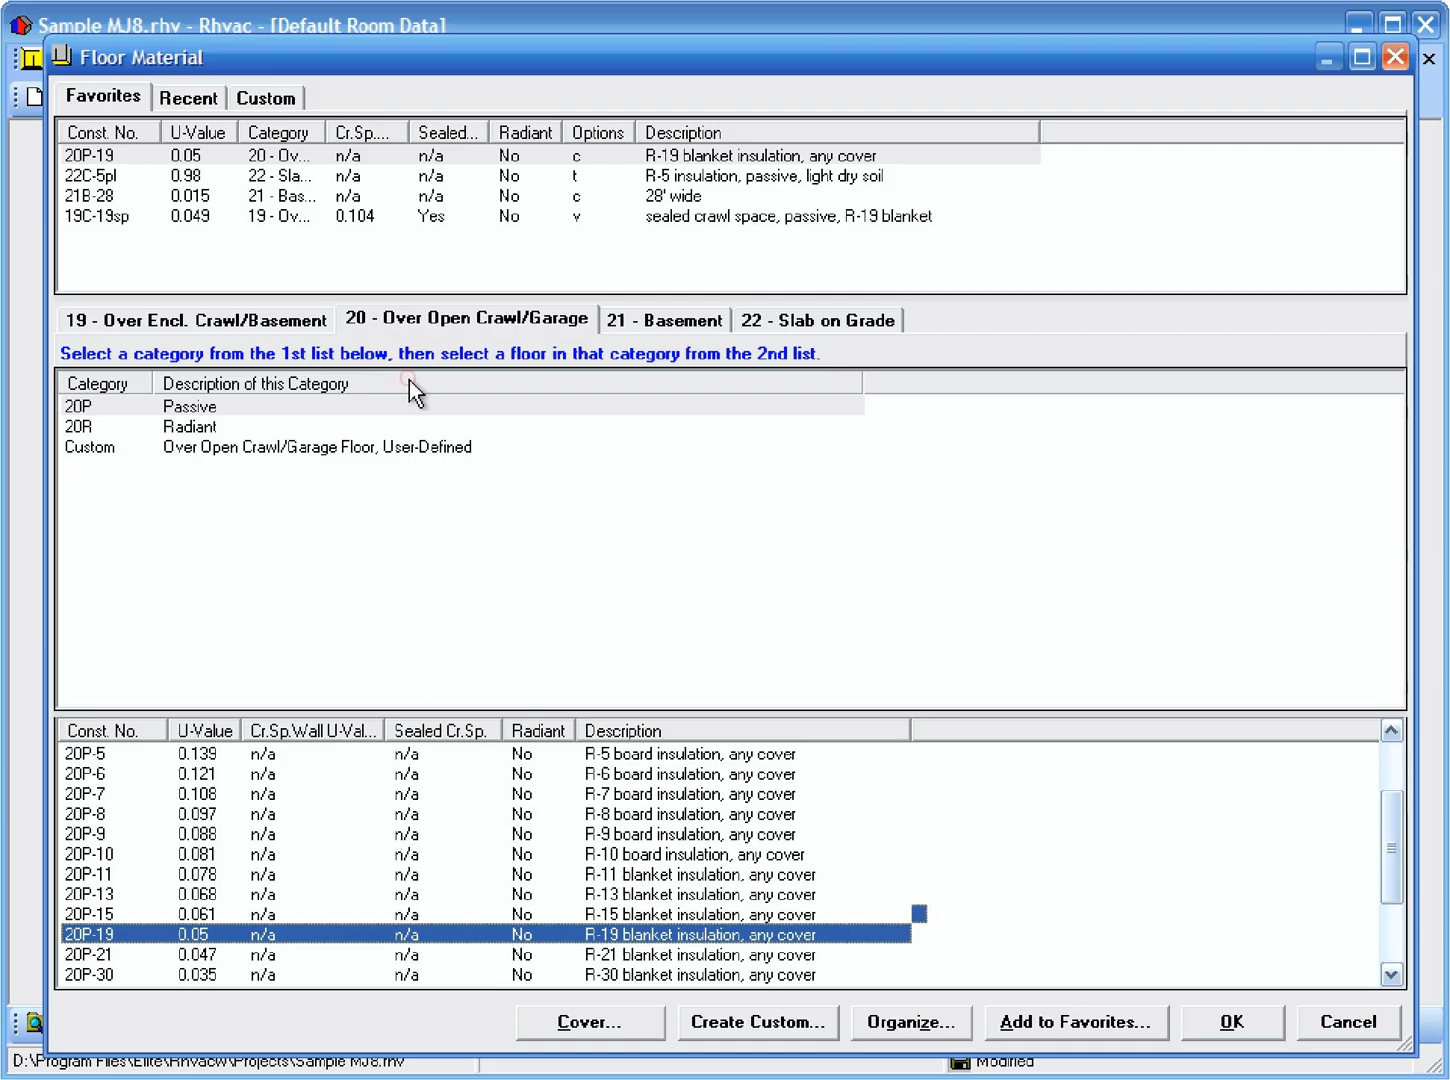 Sample MJ8.rhv - Rhvac - [Default Room Data]
Floor Material
Favorites Recent Custom
Const. No. U-Value Category Cr.Sp.... Sealed... Radiant Options Description
20P-19 0.05 20 - Ov... n/a n/a No c R-19 blanket insulation, any cover
22C-5pl 0.98 22 - Sla... n/a n/a No t R-5 insulation, passive, light dry soil
21B-28 0.015 21 - Bas... n/a n/a No c 28' wide
19C-19sp 0.049 19 - Ov... 0.104 Yes No v sealed crawl space, passive, R-19 blanket
19 - Over Encl. Crawl/Basement 20 - Over Open Crawl/Garage 21 - Basement 22 - Slab on Grade
Select a category from the 1st list below, then select a floor in that category from the 2nd list.
Category Description of this Category
20P Passive
20R Radiant
Custom Over Open Crawl/Garage Floor, User-Defined
Const. No. U-Value Cr.Sp.Wall U-Val... Sealed Cr.Sp. Radiant Description
20P-5 0.139 n/a n/a No R-5 board insulation, any cover
20P-6 0.121 n/a n/a No R-6 board insulation, any cover
20P-7 0.108 n/a n/a No R-7 board insulation, any cover
20P-8 0.097 n/a n/a No R-8 board insulation, any cover
20P-9 0.088 n/a n/a No R-9 board insulation, any cover
20P-10 0.081 n/a n/a No R-10 board insulation, any cover
20P-11 0.078 n/a n/a No R-11 blanket insulation, any cover
20P-13 0.068 n/a n/a No R-13 blanket insulation, any cover
20P-15 0.061 n/a n/a No R-15 blanket insulation, any cover
20P-19 0.05 n/a n/a No R-19 blanket insulation, any cover
20P-21 0.047 n/a n/a No R-21 blanket insulation, any cover
20P-30 0.035 n/a n/a No R-30 blanket insulation, any cover
Cover... Create Custom... Organize... Add to Favorites... OK Cancel
D:\Program Files\Elite\Rhvacw\Projects\Sample MJ8.rhv Modified